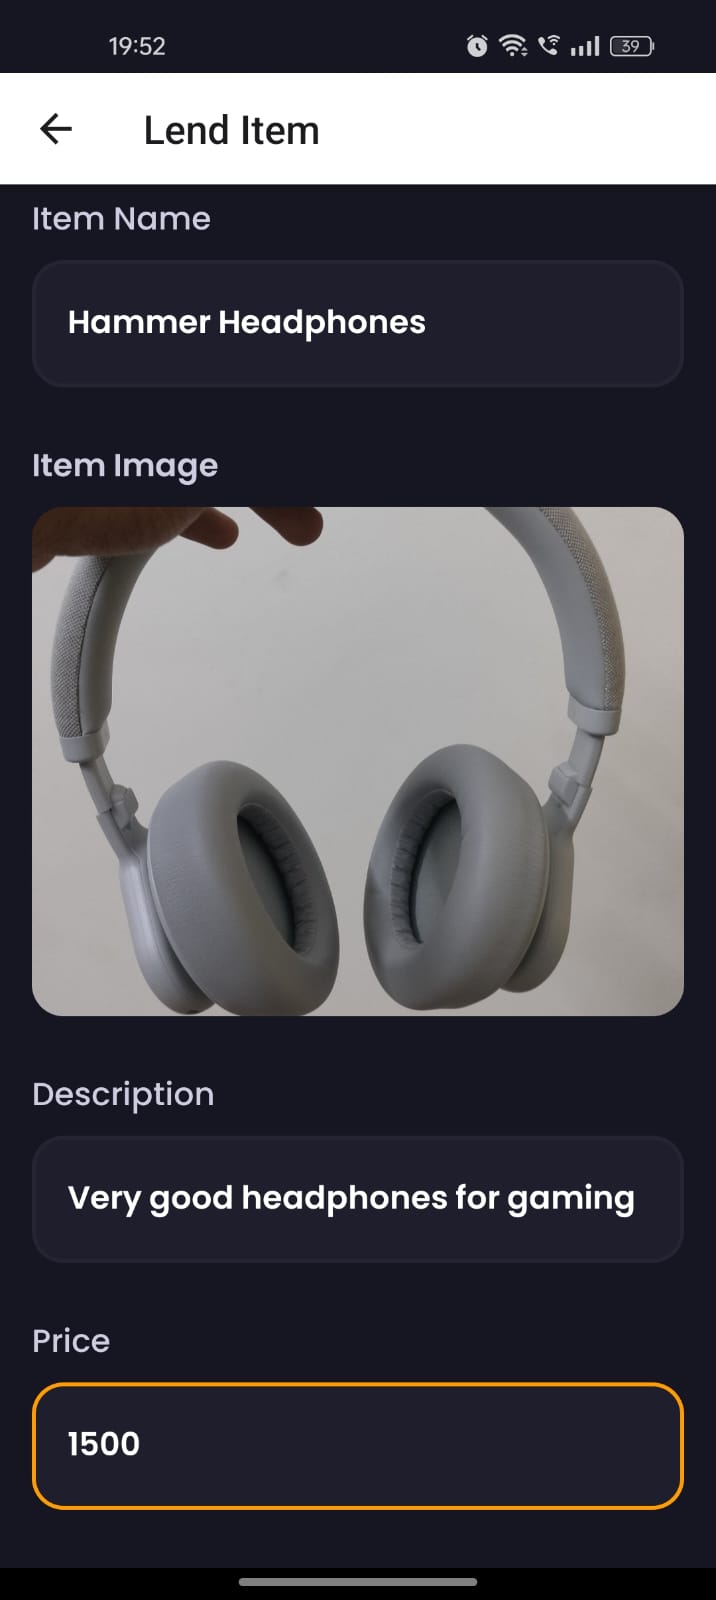 19:52
39
Lend Item
Item Name
Hammer Headphones
Item Image
Description
Very good headphones for gaming
Price
1500